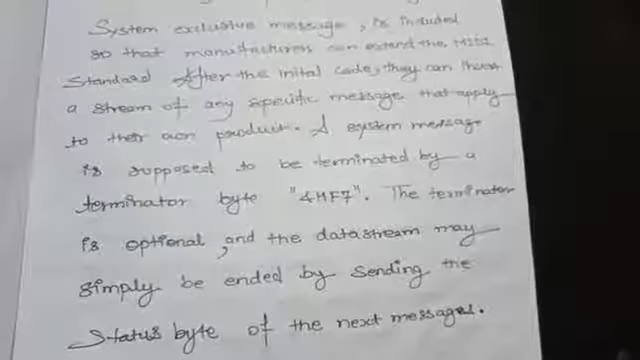 System exclusive message, is included
so that manufacturers can extend the MIDI
Standard After the inital code, they can insert
a stream of any specific message that apply
to their own product. A system message
is supposed to be terminated by a
terminator byte "&HF7". The terminator
is optional, and the datastream may
simply be ended by sending the
Status byte of the next messages.